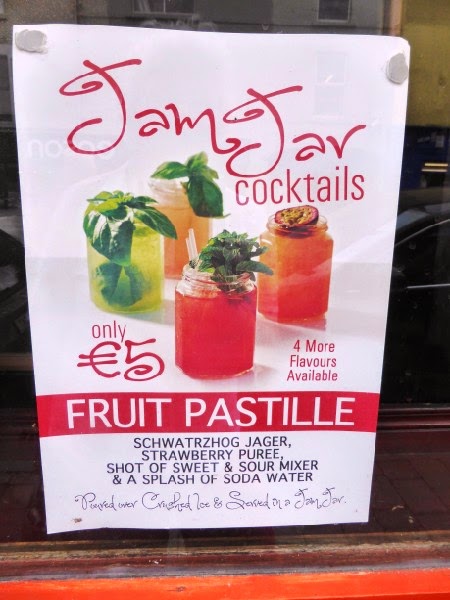 Jam Jar
cocktails
only
€5
4 More
Flavours
Available
FRUIT PASTILLE
SCHWATRZHOG JAGER,
STRAWBERRY PUREE,
SHOT OF SWEET & SOUR MIXER
& A SPLASH OF SODA WATER
Poured over Crushed Ice & Served in a Jam Jar.